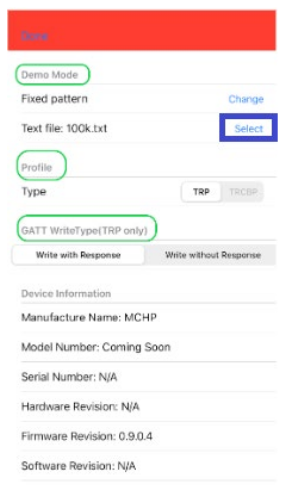 Done
Demo Mode
Fixed pattern Change
Text file: 100k.txt Select
Profile
Type TRP TRCBP
GATT WriteType(TRP only)
Write with Response Write without Response
Device Information
Manufacture Name: MCHP
Model Number: Coming Soon
Serial Number: N/A
Hardware Revision: N/A
Firmware Revision: 0.9.0.4
Software Revision: N/A